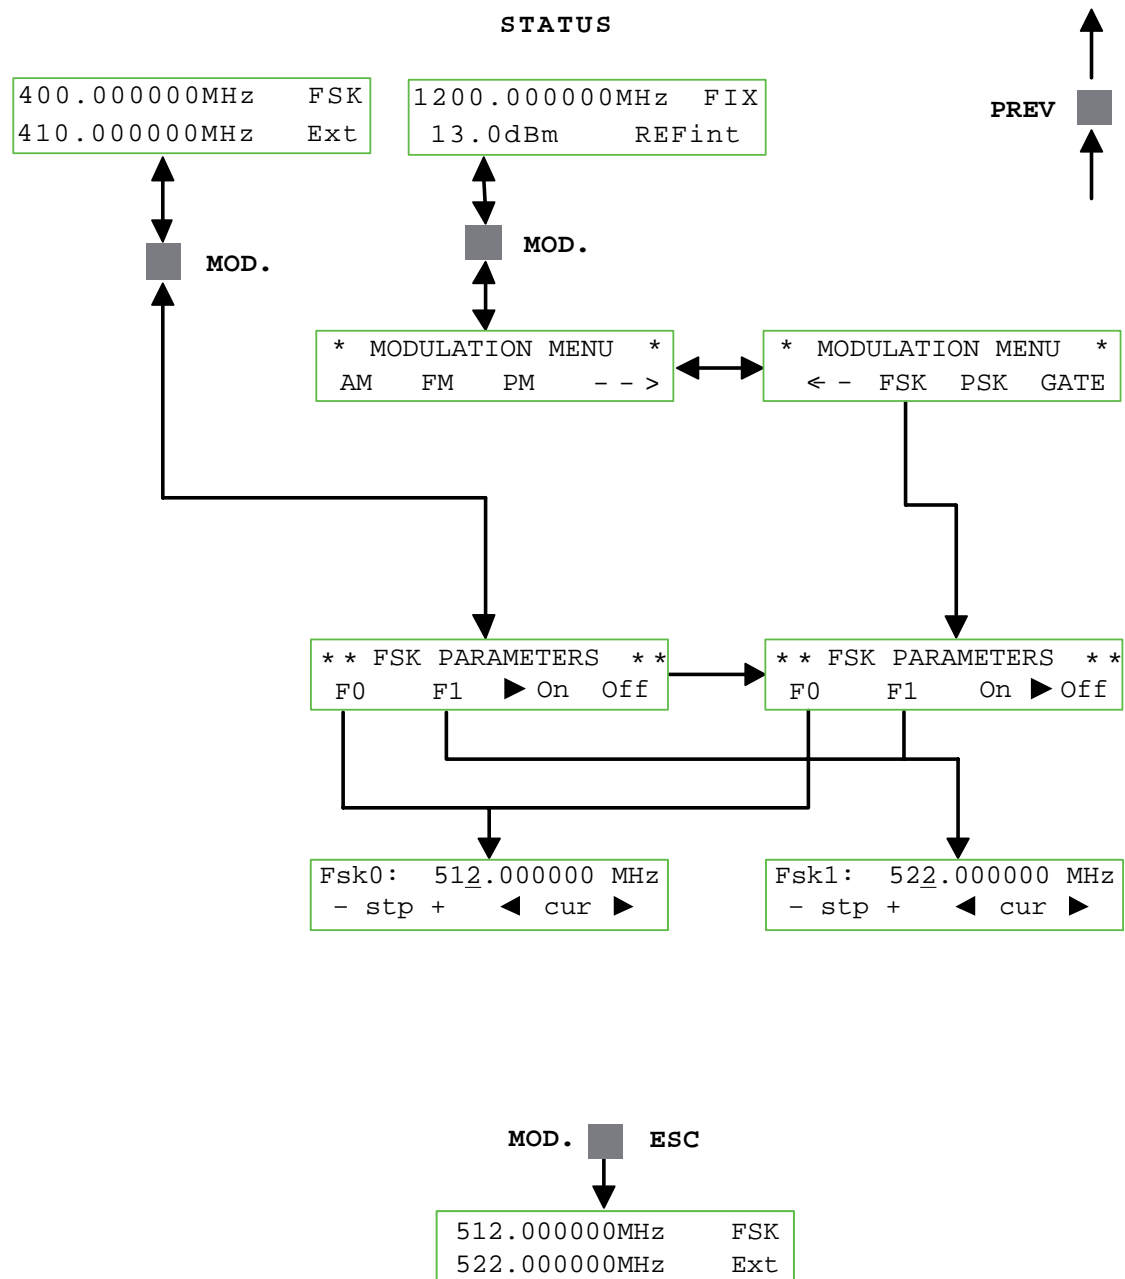 STATUS
400.000000MHz FSK
410.000000MHz Ext
1200.000000MHz FIX
13.0dBm REFint
PREV
MOD.
MOD.
* MODULATION MENU *
AM FM PM -->
* MODULATION MENU *
<- FSK PSK GATE
** FSK PARAMETERS **
F0 F1 ▶On Off
** FSK PARAMETERS **
F0 F1 On ▶Off
Fsk0: 512.000000 MHz
- stp + ◀ cur ▶
Fsk1: 522.000000 MHz
- stp + ◀ cur ▶
MOD. ESC
512.000000MHz FSK
522.000000MHz Ext